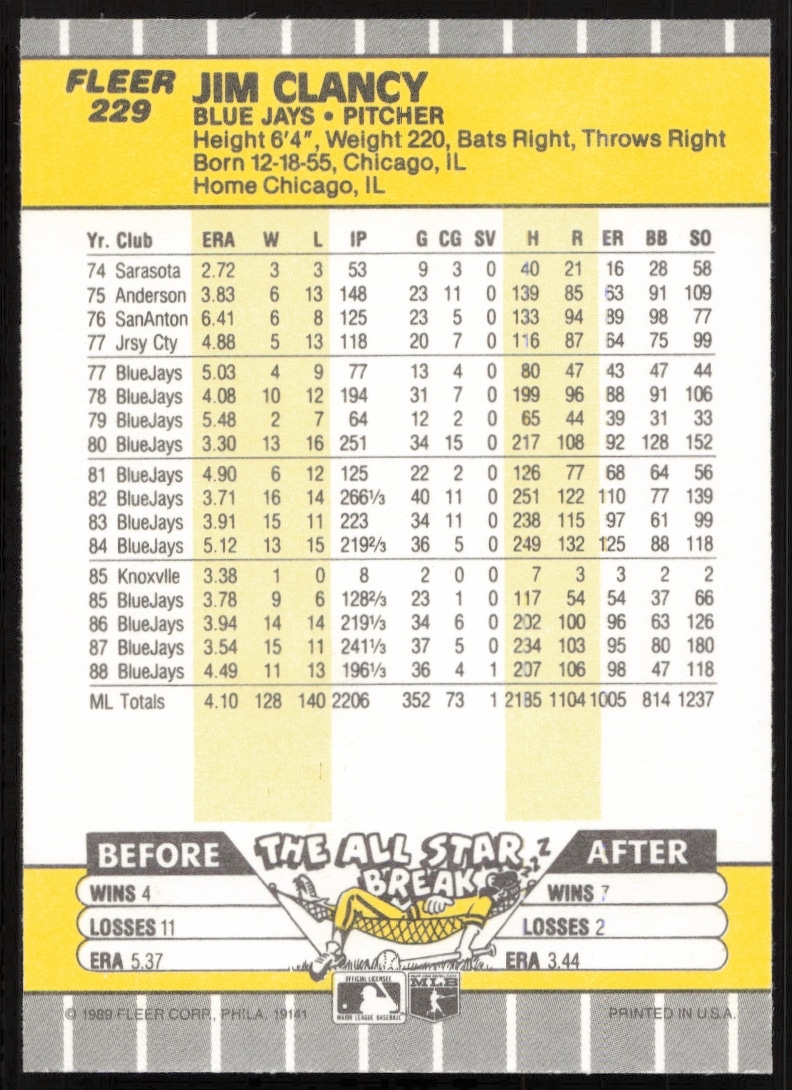 FLEER JIM CLANCY
229 BLUE JAYS • PITCHER
Height 6'4", Weight 220, Bats Right, Throws Right
Born 12-18-55, Chicago, IL
Home Chicago, IL
Yr. Club ERA W L IP G CG SV H R ER BB SO
74 Sarasota 2.72 3 3 53 9 3 0 40 21 16 28 58
75 Anderson 3.83 6 13 148 23 11 0 139 85 63 91 109
76 SanAnton 6.41 6 8 125 23 5 0 133 94 89 98 77
77 Jrsy Cty 4.88 5 13 118 20 7 0 116 87 64 75 99
77 BlueJays 5.03 4 9 77 13 4 0 80 47 43 47 44
78 BlueJays 4.08 10 12 194 31 7 0 199 96 88 91 106
79 BlueJays 5.48 2 7 64 12 2 0 65 44 39 31 33
80 BlueJays 3.30 13 16 251 34 15 0 217 108 92 128 152
81 BlueJays 4.90 6 12 125 22 2 0 126 77 68 64 56
82 BlueJays 3.71 16 14 266⅓ 40 11 0 251 122 110 77 139
83 BlueJays 3.91 15 11 223 34 11 0 238 115 97 61 99
84 BlueJays 5.12 13 15 219⅔ 36 5 0 249 132 125 88 118
85 Knoxvlle 3.38 1 0 8 2 0 0 7 3 3 2 2
85 BlueJays 3.78 9 6 128⅔ 23 1 0 117 54 54 37 66
86 BlueJays 3.94 14 14 219⅓ 34 6 0 202 100 96 63 126
87 BlueJays 3.54 15 11 241⅓ 37 5 0 234 103 95 80 180
88 BlueJays 4.49 11 13 196⅓ 36 4 1 207 106 98 47 118
ML Totals 4.10 128 140 2206 352 73 1 2185 1104 1005 814 1237
BEFORE THE ALL STAR BREAK zzZ AFTER
WINS 4 WINS 7
LOSSES 11 LOSSES 2
ERA 5.37 ERA 3.44
OFFICIAL LICENSEE
MAJOR LEAGUE BASEBALL
MLB
© 1989 FLEER CORP., PHILA. 19141 PRINTED IN U.S.A.